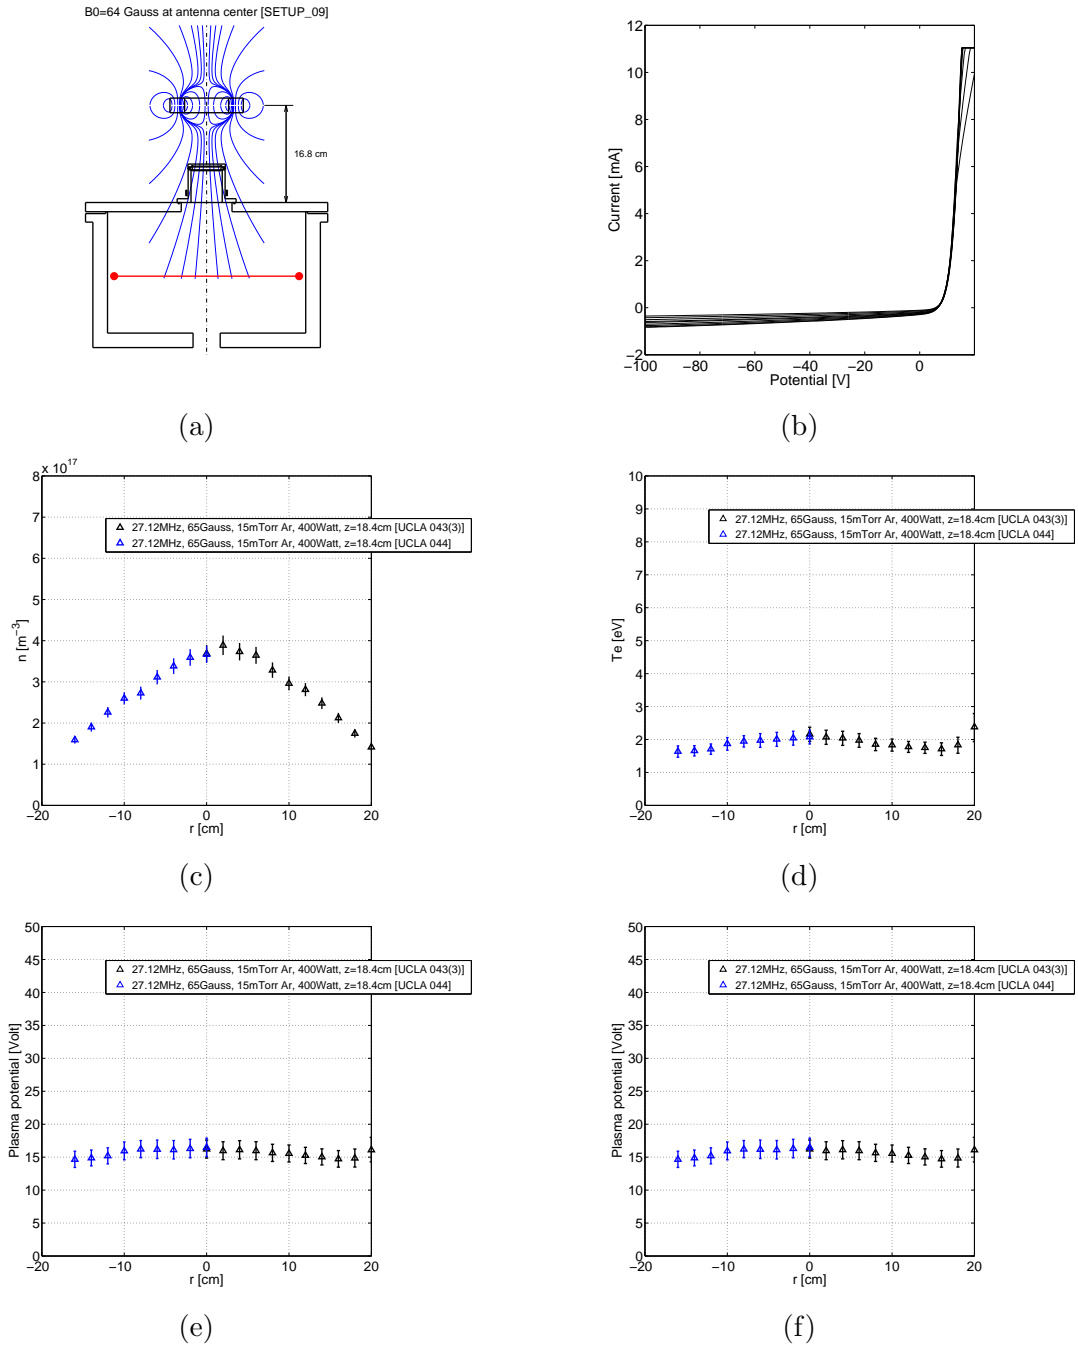 B0=64 Gauss at antenna center [SETUP_09]
16.8 cm
(a)
12
10
8
6
4
2
0
−2
Current [mA]
−100
−80
−60
−40
−20
0
Potential [V]
(b)
x 10^17
8
7
6
5
4
3
2
1
0
n [m^−3]
27.12MHz, 65Gauss, 15mTorr Ar, 400Watt, z=18.4cm [UCLA 043(3)]
27.12MHz, 65Gauss, 15mTorr Ar, 400Watt, z=18.4cm [UCLA 044]
−20
−10
0
10
20
r [cm]
(c)
10
9
8
7
6
5
4
3
2
1
0
Te [eV]
27.12MHz, 65Gauss, 15mTorr Ar, 400Watt, z=18.4cm [UCLA 043(3)]
27.12MHz, 65Gauss, 15mTorr Ar, 400Watt, z=18.4cm [UCLA 044]
−20
−10
0
10
20
r [cm]
(d)
50
45
40
35
30
25
20
15
10
5
0
Plasma potential [Volt]
27.12MHz, 65Gauss, 15mTorr Ar, 400Watt, z=18.4cm [UCLA 043(3)]
27.12MHz, 65Gauss, 15mTorr Ar, 400Watt, z=18.4cm [UCLA 044]
−20
−10
0
10
20
r [cm]
(e)
50
45
40
35
30
25
20
15
10
5
0
Plasma potential [Volt]
27.12MHz, 65Gauss, 15mTorr Ar, 400Watt, z=18.4cm [UCLA 043(3)]
27.12MHz, 65Gauss, 15mTorr Ar, 400Watt, z=18.4cm [UCLA 044]
−20
−10
0
10
20
r [cm]
(f)